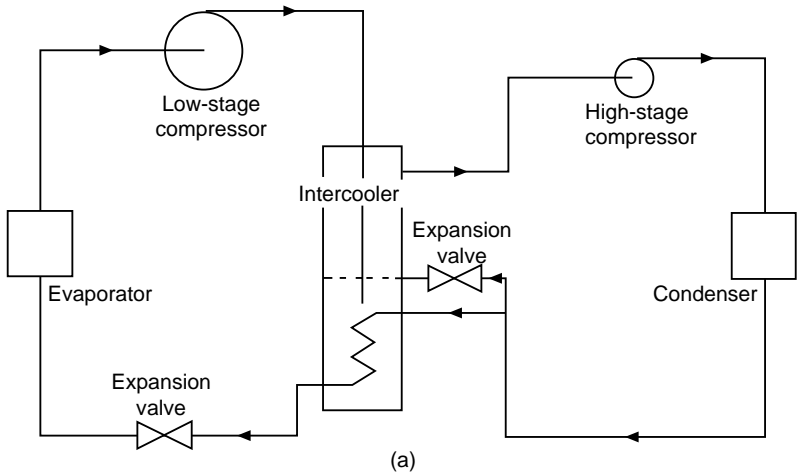 Low-stage
compressor
High-stage
compressor
Intercooler
Expansion
valve
Evaporator
Condenser
Expansion
valve
(a)